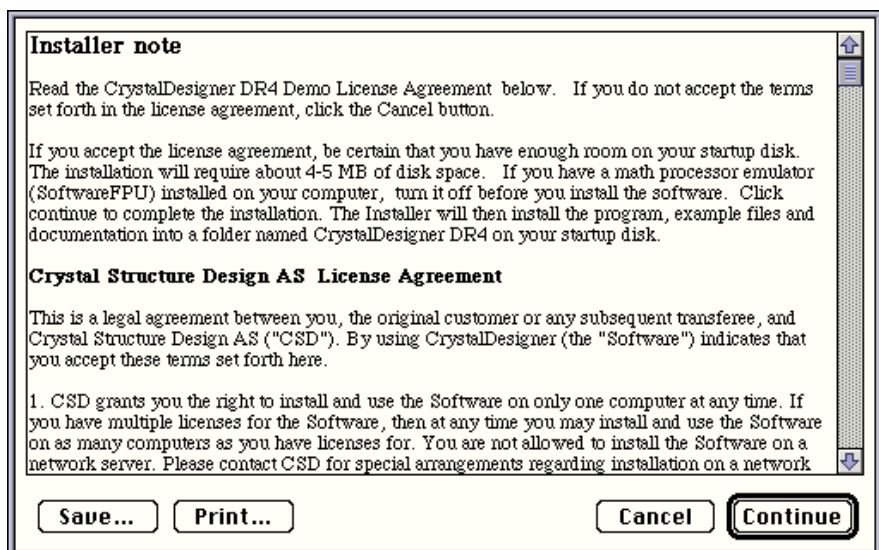 Installer note
Read the CrystalDesigner DR4 Demo License Agreement below. If you do not accept the terms
set forth in the license agreement, click the Cancel button.
If you accept the license agreement, be certain that you have enough room on your startup disk.
The installation will require about 4-5 MB of disk space. If you have a math processor emulator
(SoftwareFPU) installed on your computer, turn it off before you install the software. Click
continue to complete the installation. The Installer will then install the program, example files and
documentation into a folder named CrystalDesigner DR4 on your startup disk.
Crystal Structure Design AS License Agreement
This is a legal agreement between you, the original customer or any subsequent transferee, and
Crystal Structure Design AS ("CSD"). By using CrystalDesigner (the "Software") indicates that
you accept these terms set forth here.
1. CSD grants you the right to install and use the Software on only one computer at any time. If
you have multiple licenses for the Software, then at any time you may install and use the Software
on as many computers as you have licenses for. You are not allowed to install the Software on a
network server. Please contact CSD for special arrangements regarding installation on a network
Save... Print... Cancel Continue